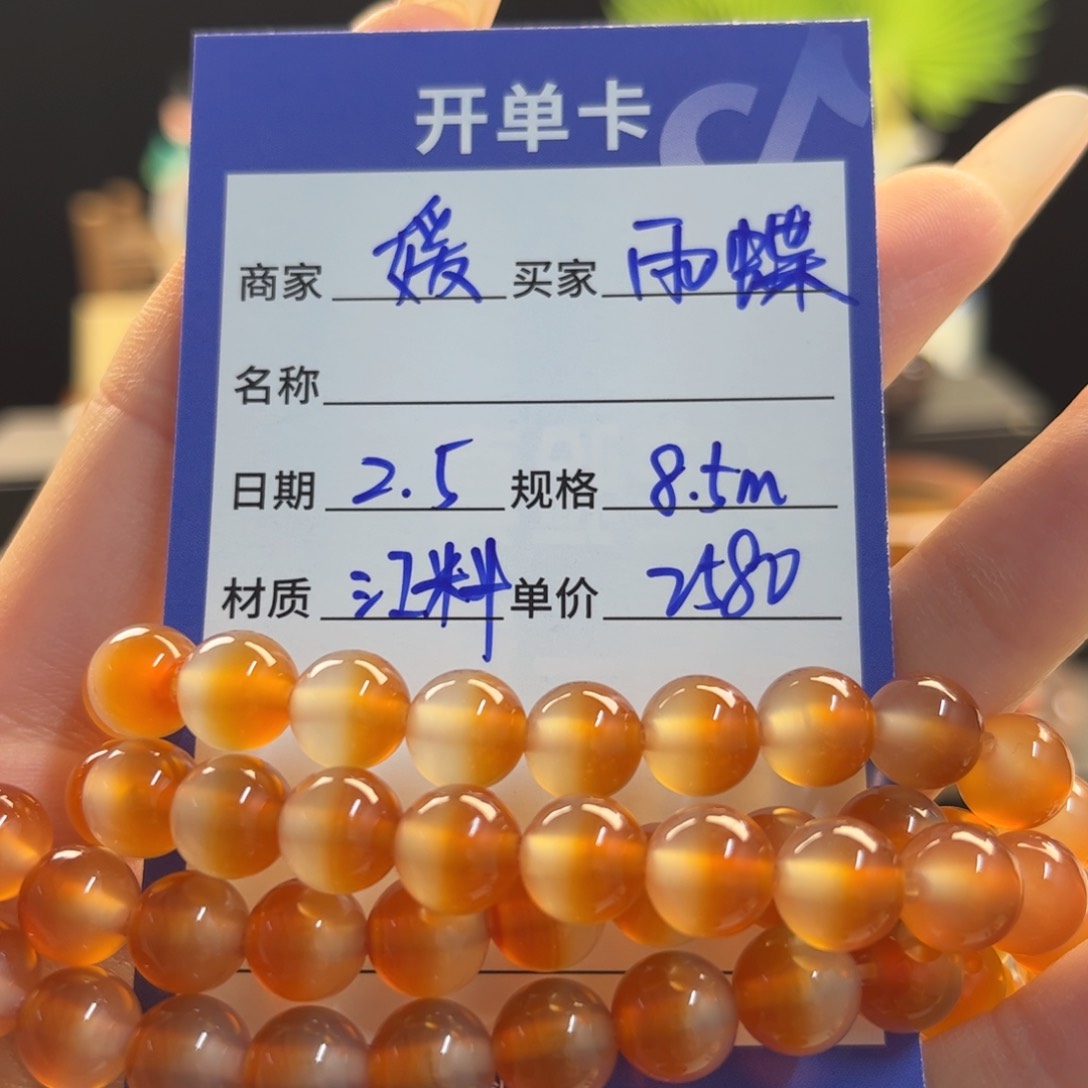 开单卡
商家 媛 买家 雨蝶
名称
日期 2.5 规格 8.5m
材质 江料 单价 2580